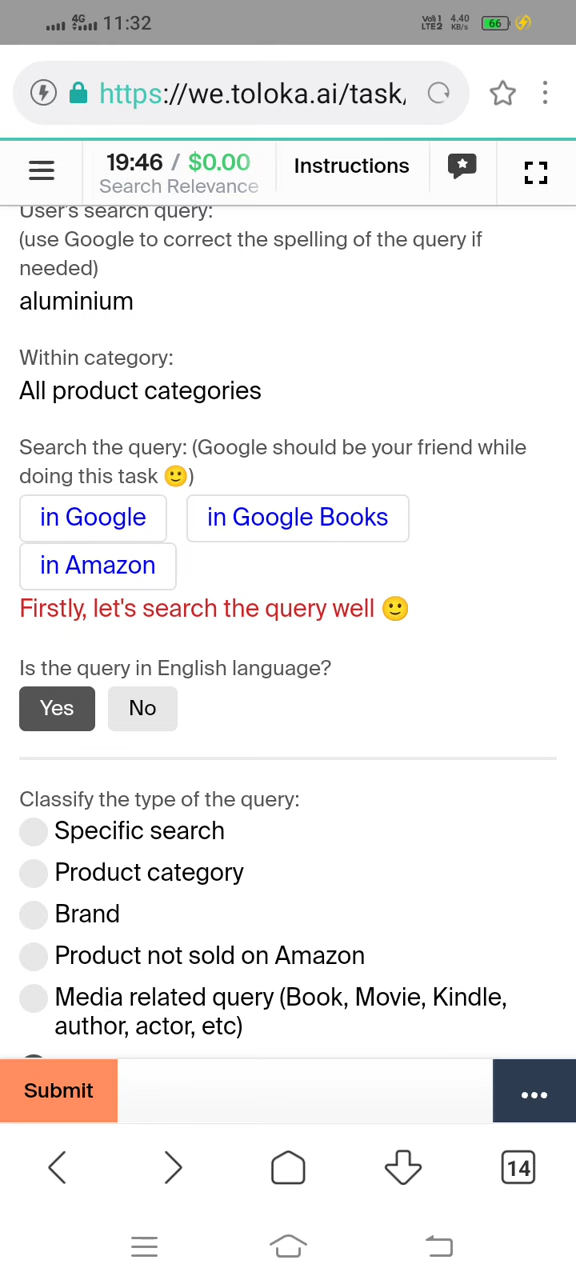 4G 11:32
Vo)) 1 LTE2 4.40 KB/s 66
https://we.toloka.ai/task,
19:46 / $0.00
Search Relevance
Instructions
User's search query:
(use Google to correct the spelling of the query if
needed)
aluminium
Within category:
All product categories
Search the query: (Google should be your friend while
doing this task 🙂)
in Google
in Google Books
in Amazon
Firstly, let's search the query well 🙂
Is the query in English language?
Yes
No
Classify the type of the query:
Specific search
Product category
Brand
Product not sold on Amazon
Media related query (Book, Movie, Kindle,
author, actor, etc)
Submit
...
14